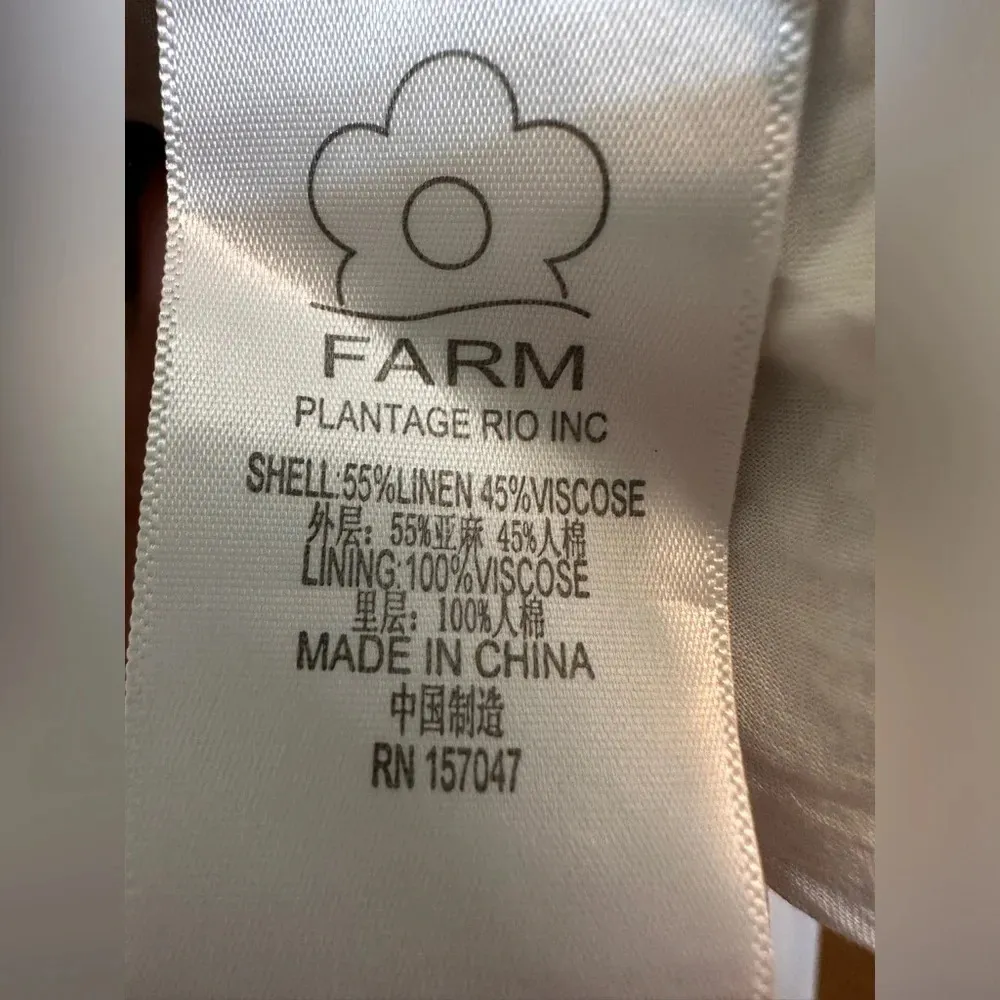 FARM
PLANTAGE RIO INC
SHELL:55%LINEN 45%VISCOSE
外层：55%亚麻 45%人棉
LINING:100%VISCOSE
里层：100%人棉
MADE IN CHINA
中国制造
RN 157047